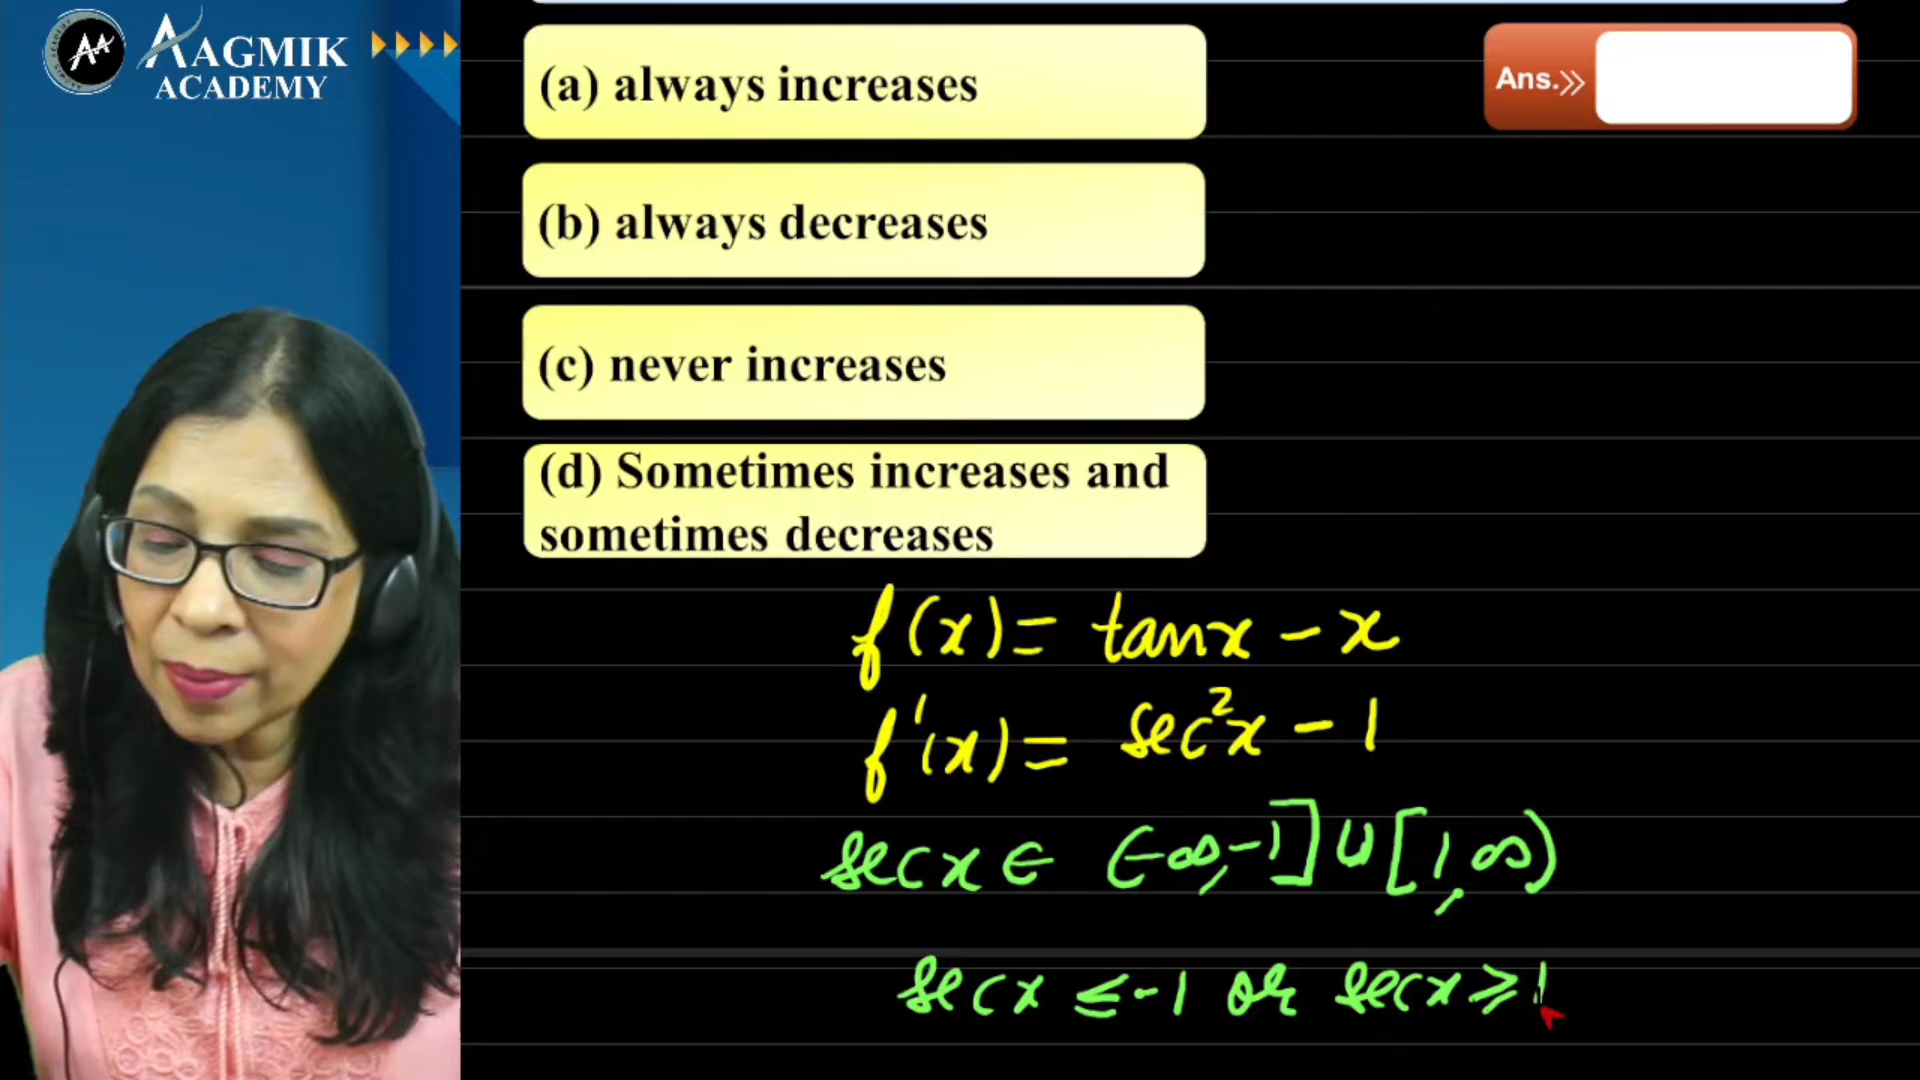 AAGMIK
ACADEMY
(a) always increases
Ans.
(b) always decreases
(c) never increases
(d) Sometimes increases and
sometimes decreases
f(x) = tanx - x
f'(x) = sec²x - 1
secx ∈ (-∞,-1] ∪ [1,∞)
secx ≤ -1 or secx ≥ 1